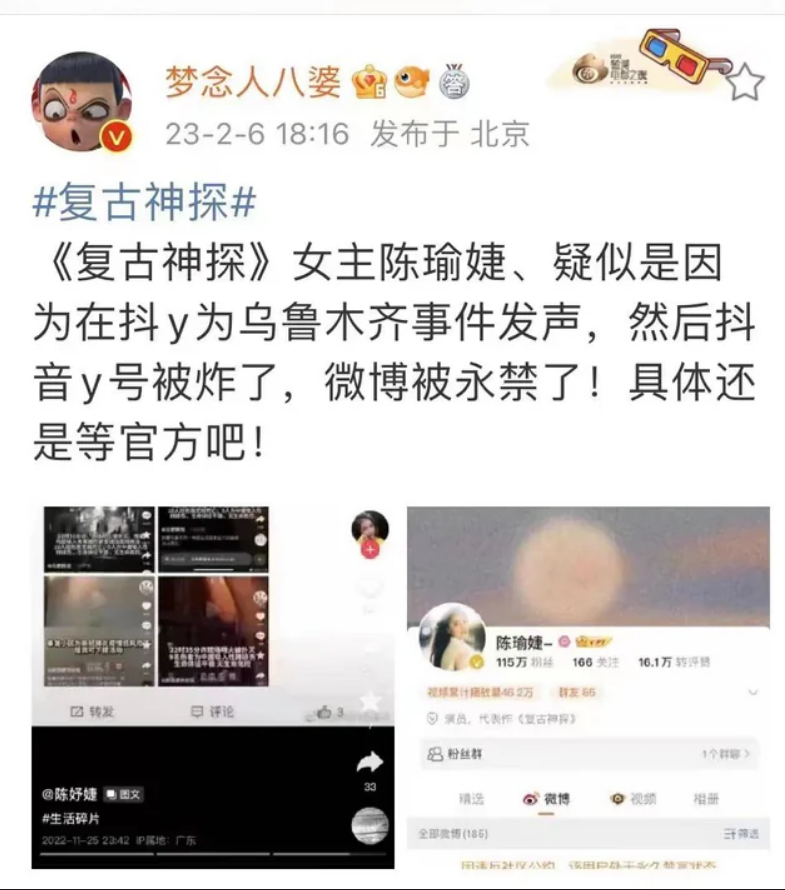 梦念人八婆
23-2-6 18:16 发布于 北京
#复古神探#
《复古神探》女主陈瑜婕、疑似是因
为在抖y为乌鲁木齐事件发声，然后抖
音y号被炸了，微博被永禁了！具体还
是等官方吧！
转发
评论
3
33
@陈妤婕 图文
#生活碎片
2022-11-25 23:42 IP属地：广东
陈瑜婕-
115万 粉丝 166 关注 16.1万 转评赞
视频累计播放量46.2万 群友 86
演员，代表作《复古神探》
粉丝群 1个群聊
精选 微博 视频 相册
全部微博(185) 筛选